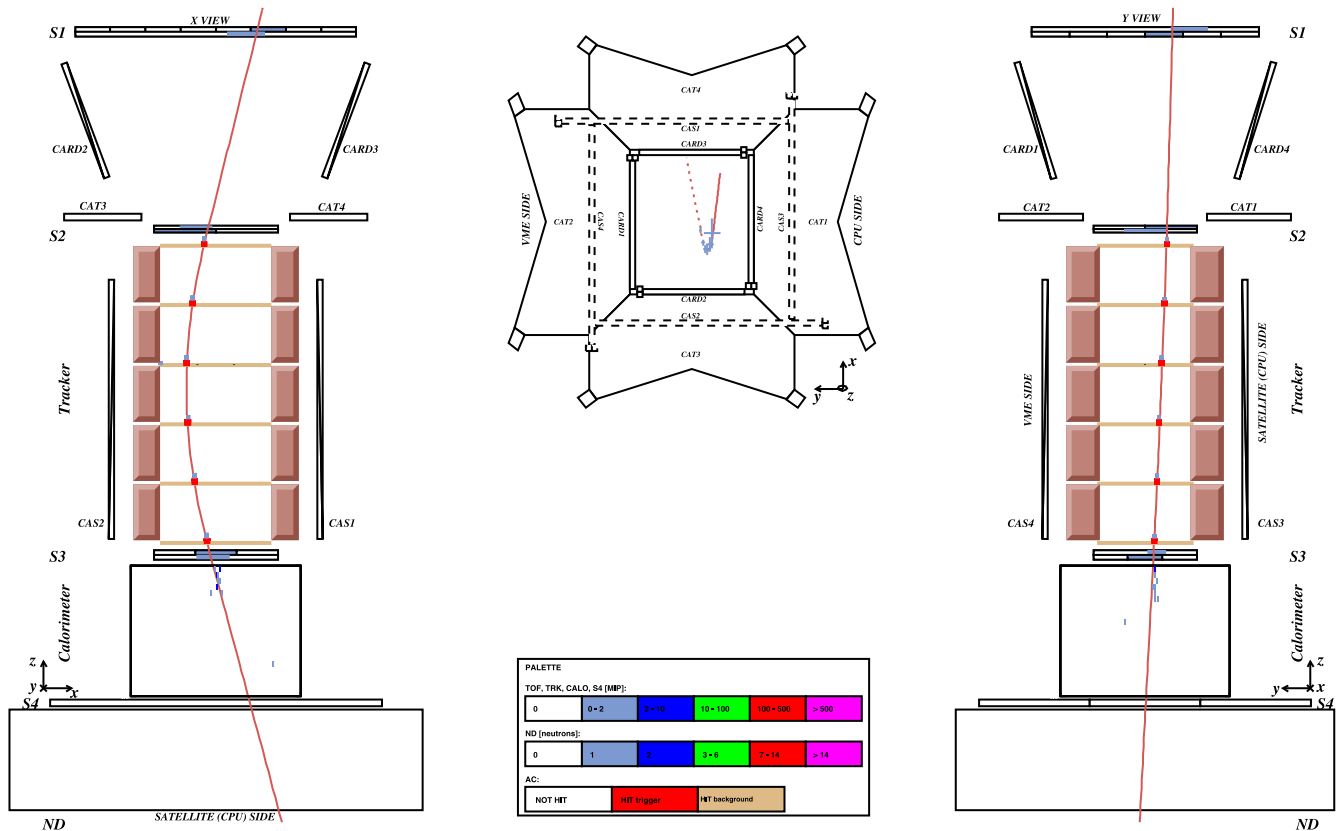 X VIEW
S1
CARD2
CARD3
CAT3
CAT4
S2
Tracker
CAS2
CAS1
S3
Calorimeter
z
y
x
S4
SATELLITE (CPU) SIDE
ND
CAT4
CAS1
CARD3
VME SIDE
CAT2
CAS4
CARD1
CARD4
CAS3
CAT1
CPU SIDE
CARD2
CAS2
CAT3
x
y
z
PALETTE
TOF, TRK, CALO, S4 [MIP]:
0 0 - 2 2 - 10 10 - 100 100 - 500 > 500
ND [neutrons]:
0 1 2 3 - 6 7 - 14 > 14
AC:
NOT HIT HIT trigger HIT background
Y VIEW
S1
CARD1
CARD4
CAT2
CAT1
S2
VME SIDE
SATELLITE (CPU) SIDE
Tracker
CAS4
CAS3
S3
Calorimeter
z
y
x
S4
ND